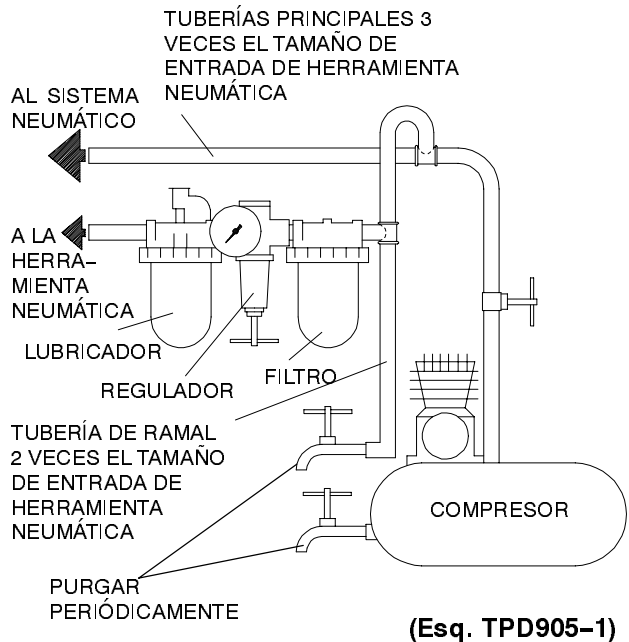 TUBERÍAS PRINCIPALES 3
VECES EL TAMAÑO DE
ENTRADA DE HERRAMIENTA
NEUMÁTICA
AL SISTEMA
NEUMÁTICO
A LA
HERRA–
MIENTA
NEUMÁTICA
LUBRICADOR
REGULADOR
FILTRO
TUBERÍA DE RAMAL
2 VECES EL TAMAÑO
DE ENTRADA DE
HERRAMIENTA
NEUMÁTICA
COMPRESOR
PURGAR
PERIÓDICAMENTE
(Esq. TPD905–1)